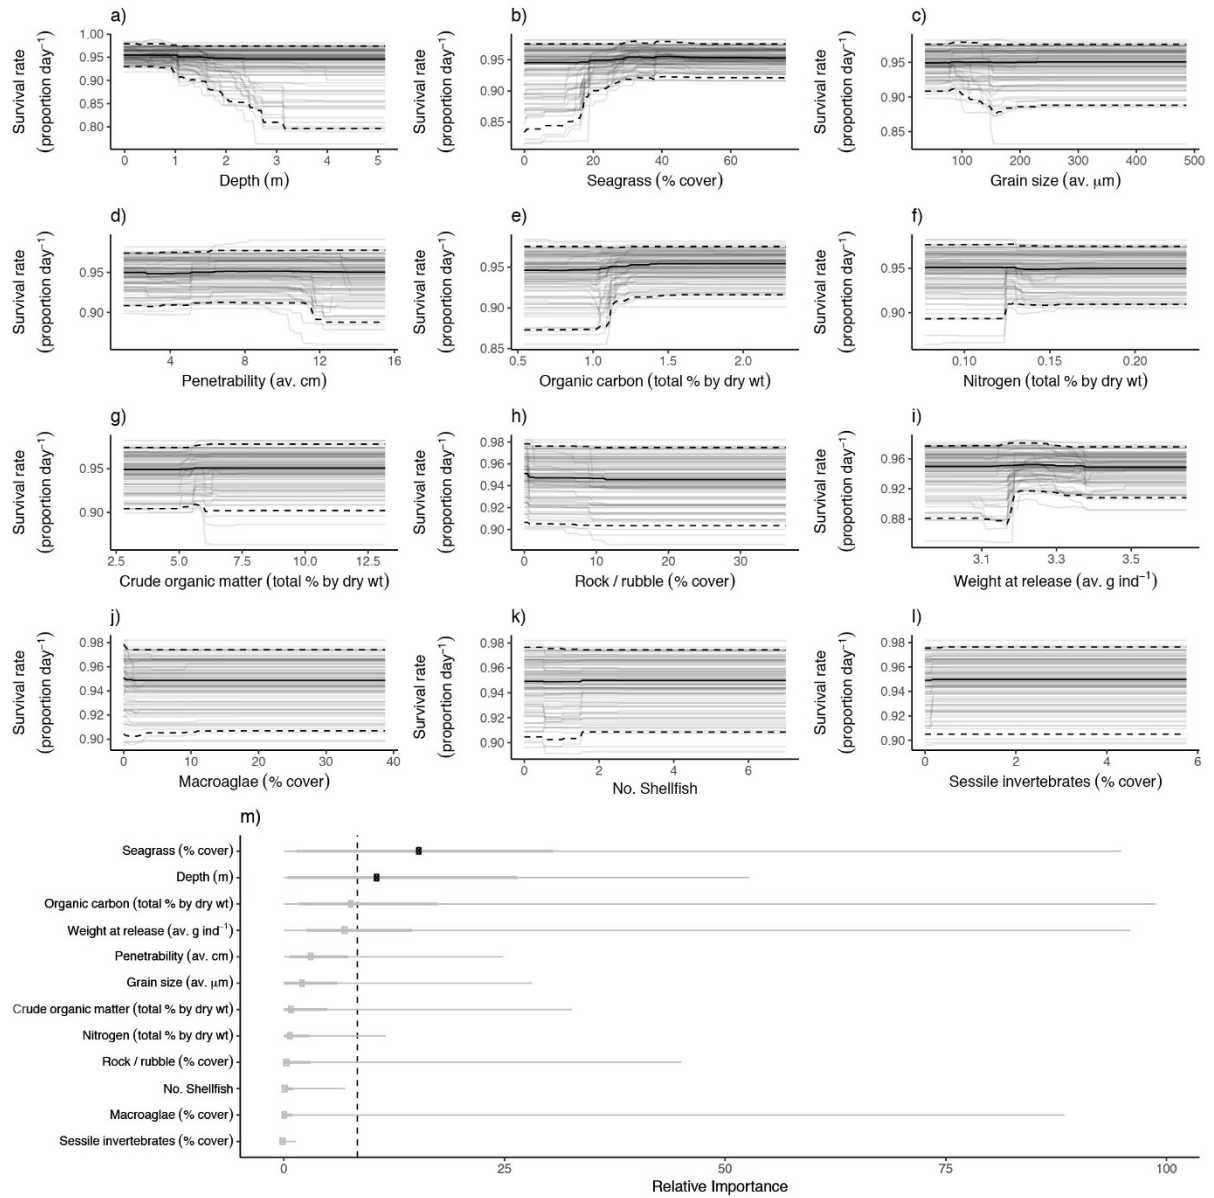 a)
Survival rate
(proportion day⁻¹)
1.00
0.95
0.90
0.85
0.80
0 1 2 3 4 5
Depth (m)
b)
Survival rate
(proportion day⁻¹)
0.95
0.90
0.85
0 20 40 60
Seagrass (% cover)
c)
Survival rate
(proportion day⁻¹)
0.95
0.90
0.85
100 200 300 400 500
Grain size (av. μm)
d)
Survival rate
(proportion day⁻¹)
0.95
0.90
4 8 12 16
Penetrability (av. cm)
e)
Survival rate
(proportion day⁻¹)
0.95
0.90
0.85
0.5 1.0 1.5 2.0
Organic carbon (total % by dry wt)
f)
Survival rate
(proportion day⁻¹)
0.95
0.90
0.10 0.15 0.20
Nitrogen (total % by dry wt)
g)
Survival rate
(proportion day⁻¹)
0.95
0.90
2.5 5.0 7.5 10.0 12.5
Crude organic matter (total % by dry wt)
h)
Survival rate
(proportion day⁻¹)
0.98
0.96
0.94
0.92
0.90
0 10 20 30
Rock / rubble (% cover)
i)
Survival rate
(proportion day⁻¹)
0.96
0.92
0.88
3.1 3.3 3.5
Weight at release (av. g ind⁻¹)
j)
Survival rate
(proportion day⁻¹)
0.98
0.96
0.94
0.92
0.90
0 10 20 30 40
Macroaglae (% cover)
k)
Survival rate
(proportion day⁻¹)
0.98
0.96
0.94
0.92
0.90
0 2 4 6
No. Shellfish
l)
Survival rate
(proportion day⁻¹)
0.98
0.96
0.94
0.92
0.90
0 2 4 6
Sessile invertebrates (% cover)
m)
Seagrass (% cover)
Depth (m)
Organic carbon (total % by dry wt)
Weight at release (av. g ind⁻¹)
Penetrability (av. cm)
Grain size (av. μm)
Crude organic matter (total % by dry wt)
Nitrogen (total % by dry wt)
Rock / rubble (% cover)
No. Shellfish
Macroaglae (% cover)
Sessile invertebrates (% cover)
0 25 50 75 100
Relative Importance